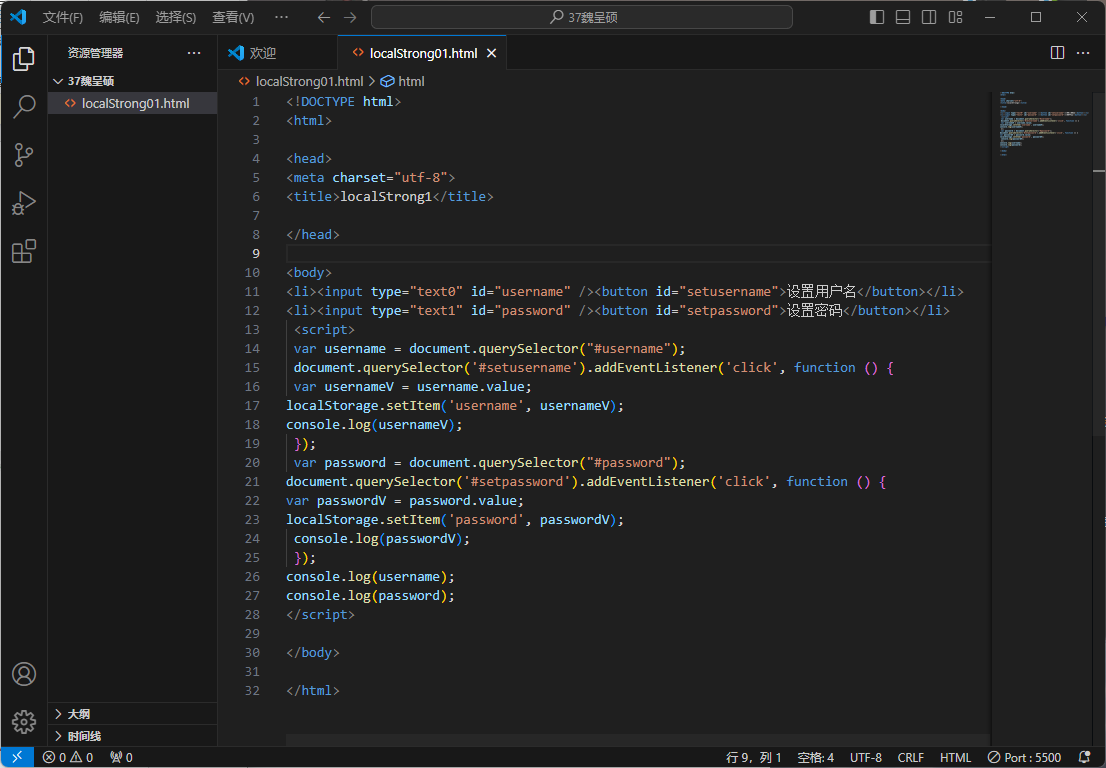 文件(F) 编辑(E) 选择(S) 查看(V) ··· 37魏呈硕
资源管理器 ···
37魏呈硕
localStrong01.html
大纲
时间线
欢迎 localStrong01.html
localStrong01.html > html ···
1 <!DOCTYPE html>
2 <html>
3
4 <head>
5 <meta charset="utf-8">
6 <title>localStrong1</title>
7
8 </head>
9
10 <body>
11 <li><input type="text0" id="username" /><button id="setusername">设置用户名</button></li>
12 <li><input type="text1" id="password" /><button id="setpassword">设置密码</button></li>
13 <script>
14 var username = document.querySelector("#username");
15 document.querySelector('#setusername').addEventListener('click', function () {
16 var usernameV = username.value;
17 localStorage.setItem('username', usernameV);
18 console.log(usernameV);
19 });
20 var password = document.querySelector("#password");
21 document.querySelector('#setpassword').addEventListener('click', function () {
22 var passwordV = password.value;
23 localStorage.setItem('password', passwordV);
24 console.log(passwordV);
25 });
26 console.log(username);
27 console.log(password);
28 </script>
29
30 </body>
31
32 </html>
0 0 0 行 9，列 1 空格: 4 UTF-8 CRLF HTML Port : 5500